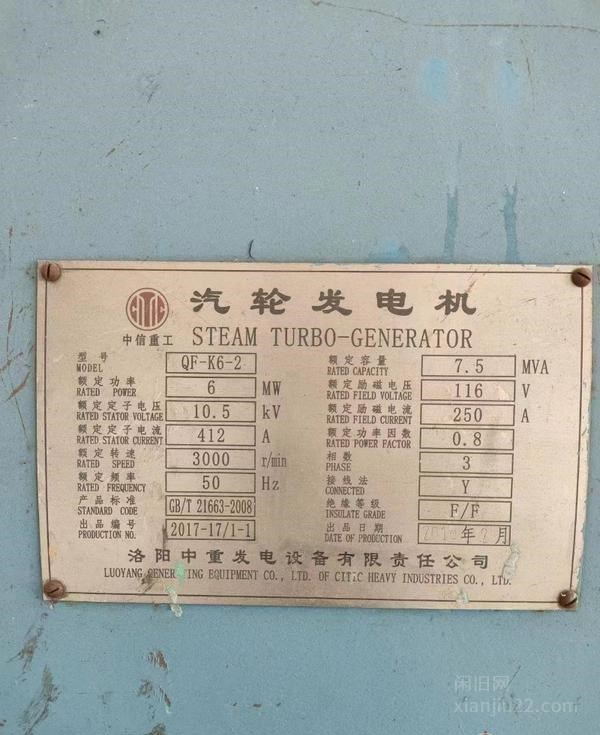 汽轮发电机
中信重工 STEAM TURBO-GENERATOR
型号 MODEL QF-K6-2
额定功率 RATED POWER 6 MW
额定定子电压 RATED STATOR VOLTAGE 10.5 kV
额定定子电流 RATED STATOR CURRENT 412 A
额定转速 RATED SPEED 3000 r/min
额定频率 RATED FREQUENCY 50 Hz
产品标准 STANDARD CODE GB/T 21663-2008
出品编号 PRODUCTION NO. 2017-17/1-1
额定容量 RATED CAPACITY 7.5 MVA
额定励磁电压 RATED FIELD VOLTAGE 116 V
额定励磁电流 RATED FIELD CURRENT 250 A
额定功率因数 RATED POWER FACTOR 0.8
相数 PHASE 3
接线法 CONNECTED Y
绝缘等级 INSULATE GRADE F/F
出品日期 DATE OF PRODUCTION 年 月
洛阳中重发电设备有限责任公司
LUOYANG GENERATING EQUIPMENT CO., LTD. OF CITIC HEAVY INDUSTRIES CO., LTD.
闲旧网
xianjiu22.com